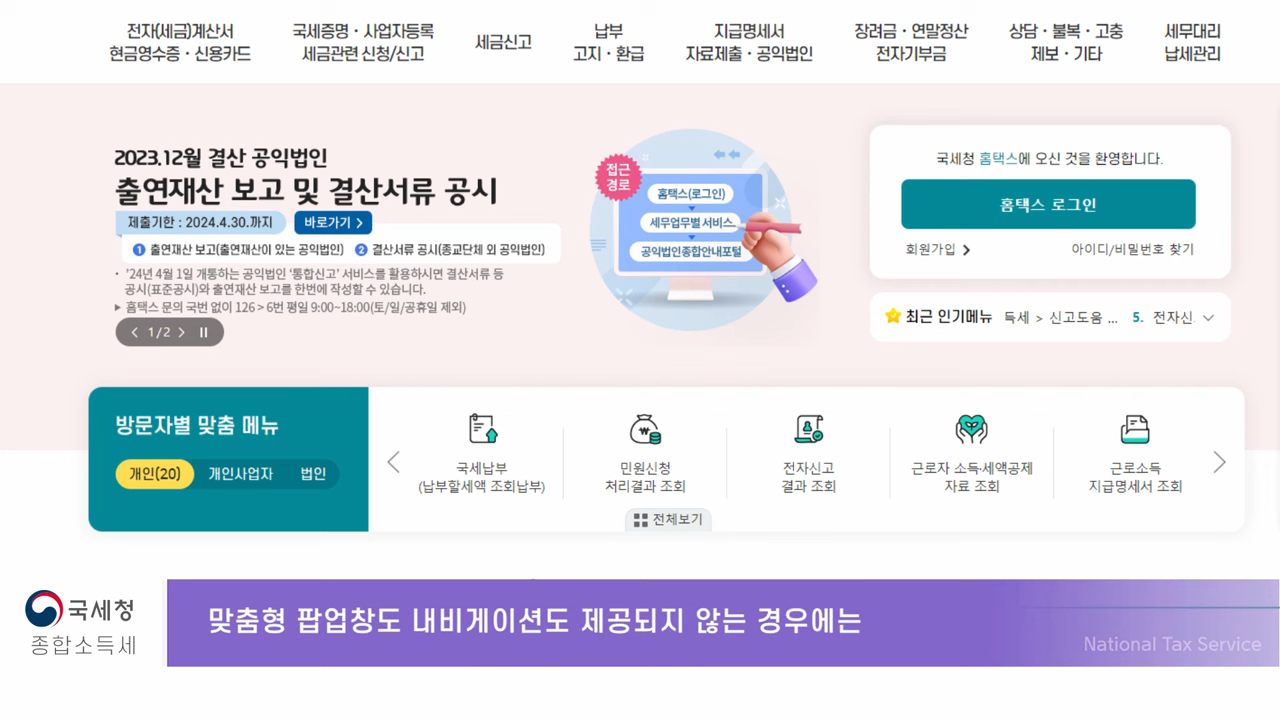 전자(세금)계산서
현금영수증·신용카드
국세증명·사업자등록
세금관련 신청/신고
세금신고
납부
고지·환급
지급명세서
자료제출·공익법인
장려금·연말정산
전자기부금
상담·불복·고충
제보·기타
세무대리
납세관리
2023.12월 결산 공익법인
출연재산 보고 및 결산서류 공시
제출기한 : 2024.4.30.까지 바로가기 >
1 출연재산 보고(출연재산이 있는 공익법인) 2 결산서류 공시(종교단체 외 공익법인)
· '24년 4월 1일 개통하는 공익법인 '통합신고' 서비스를 활용하시면 결산서류 등
공시(표준공시)와 출연재산 보고를 한번에 작성할 수 있습니다.
▶ 홈택스 문의 국번 없이 126 > 6번 평일 9:00~18:00(토/일/공휴일 제외)
< 1/2 >
접근
경로
홈택스(로그인)
세무업무별 서비스
공익법인종합안내포털
국세청 홈택스에 오신 것을 환영합니다.
홈택스 로그인
회원가입 > 아이디/비밀번호 찾기
최근 인기메뉴 득세 > 신고도움 ... 5. 전자신
방문자별 맞춤 메뉴
개인(20) 개인사업자 법인
국세납부
(납부할세액 조회납부)
민원신청
처리결과 조회
전자신고
결과 조회
근로자 소득·세액공제
자료 조회
근로소득
지급명세서 조회
전체보기
국세청
종합소득세
맞춤형 팝업창도 내비게이션도 제공되지 않는 경우에는
National Tax Service